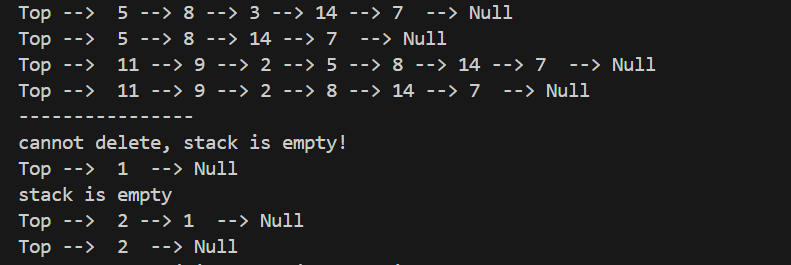 Top -->  5 --> 8 --> 3 --> 14 --> 7  --> Null
Top -->  5 --> 8 --> 14 --> 7  --> Null
Top -->  11 --> 9 --> 2 --> 5 --> 8 --> 14 --> 7  --> Null
Top -->  11 --> 9 --> 2 --> 8 --> 14 --> 7  --> Null
----------------
cannot delete, stack is empty!
Top -->  1  --> Null
stack is empty
Top -->  2 --> 1  --> Null
Top -->  2  --> Null